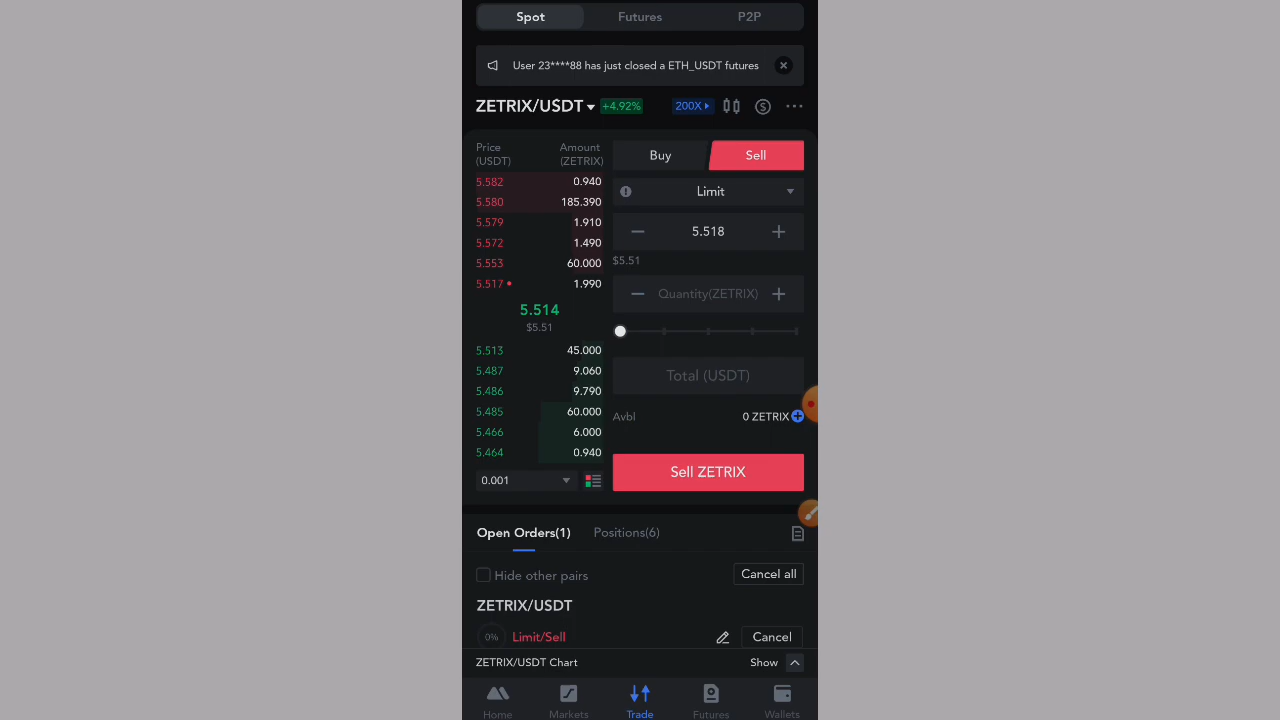 Spot Futures P2P
User 23****88 has just closed a ETH_USDT futures
ZETRIX/USDT +4.92% 200X
Price Amount
(USDT) (ZETRIX)
Buy Sell
5.582 0.940
Limit
5.580 185.390
5.579 1.910
5.518
5.572 1.490
5.553 60.000
$5.51
5.517 1.990
Quantity(ZETRIX)
5.514
$5.51
5.513 45.000
5.487 9.060
Total (USDT)
5.486 9.790
5.485 60.000
Avbl 0 ZETRIX
5.466 6.000
5.464 0.940
Sell ZETRIX
0.001
Open Orders(1) Positions(6)
Hide other pairs Cancel all
ZETRIX/USDT
0% Limit/Sell Cancel
ZETRIX/USDT Chart Show
Home Markets Trade Futures Wallets